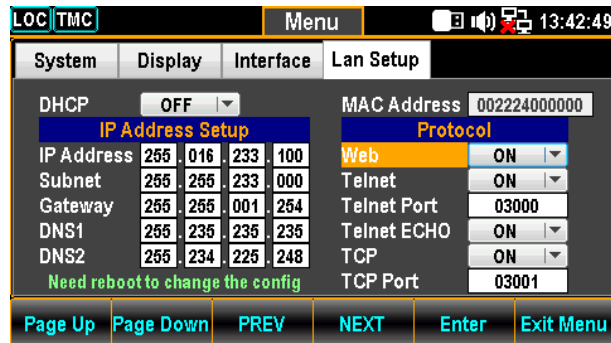 LOC TMC Menu 13:42:49
System Display Interface Lan Setup
DHCP OFF MAC Address 002224000000
IP Address Setup Protocol
IP Address 255 . 016 . 233 . 100 Web ON
Subnet 255 . 255 . 233 . 000 Telnet ON
Gateway 255 . 255 . 001 . 254 Telnet Port 03000
DNS1 255 . 235 . 235 . 235 Telnet ECHO ON
DNS2 255 . 234 . 225 . 248 TCP ON
Need reboot to change the config TCP Port 03001
Page Up Page Down PREV NEXT Enter Exit Menu